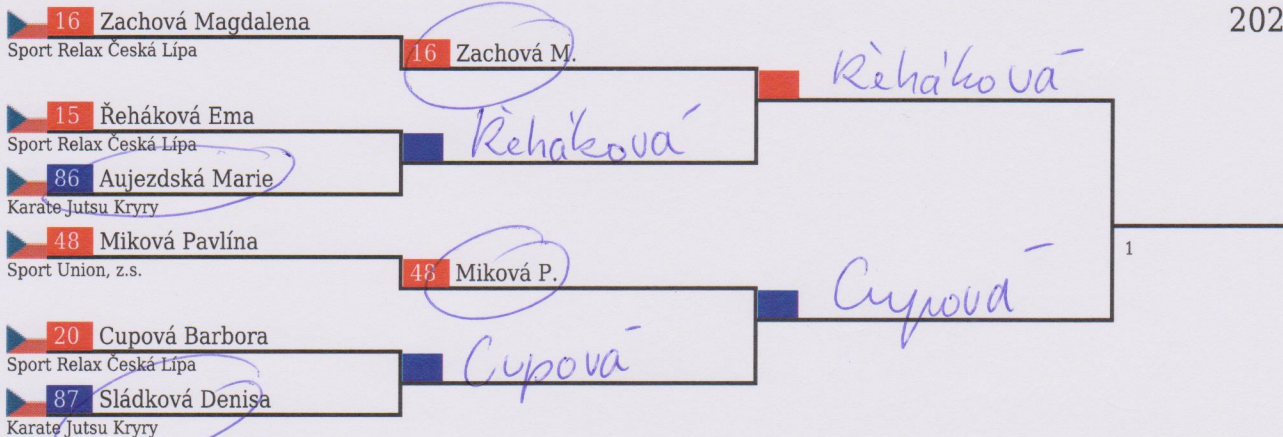 16 Zachová Magdalena
202
Sport Relax Česká Lípa
16 Zachová M.
Řeháková
15 Řeháková Ema
Sport Relax Česká Lípa
Řeháková
86 Aujezdská Marie
Karate Jutsu Kryry
48 Miková Pavlína
Sport Union, z.s.
1
48 Miková P.
Cupová
20 Cupová Barbora
Sport Relax Česká Lípa
Cupová
87 Sládková Denisa
Karate Jutsu Kryry